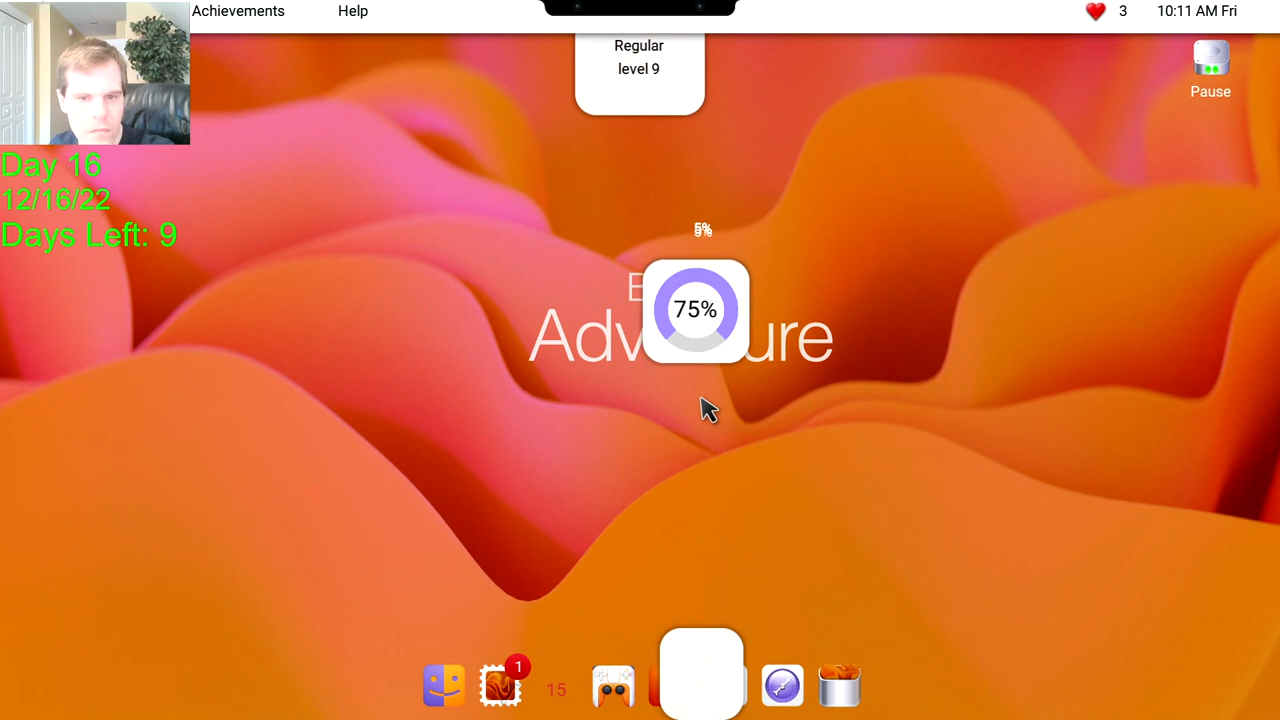 Achievements
Help
3
10:11 AM Fri
Regular
level 9
Pause
Day 16
12/16/22
Days Left: 9
75%
1
15